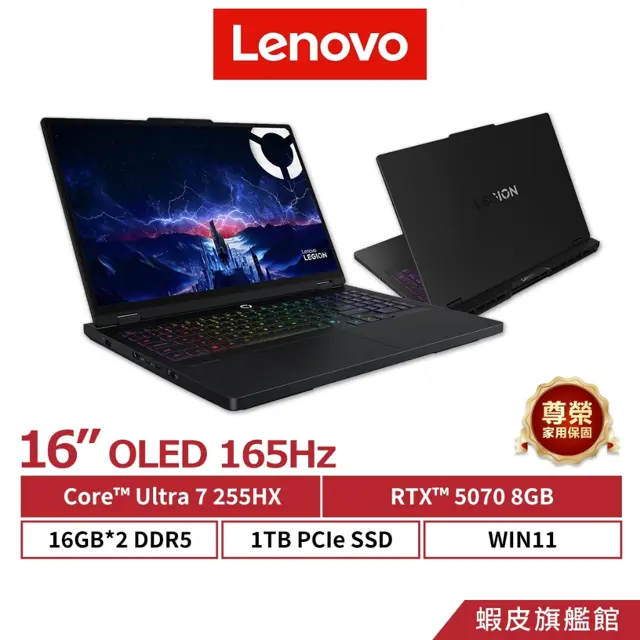 Lenovo
Lenovo
LEGION
LEGION
Lenovo
16” OLED 165Hz
尊榮
家用保固
Core™ Ultra 7 255HX
RTX™ 5070 8GB
16GB*2 DDR5
1TB PCIe SSD
WIN11
蝦皮旗艦館